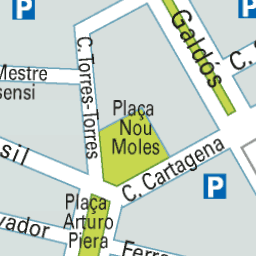 P
P
Galdós
C. Torres-Torres
Mestre
sensi
Plaça
Nou
Moles
C.
sil
C. Cartagena
P
Plaça
Arturo
Piera
vador
Ferre